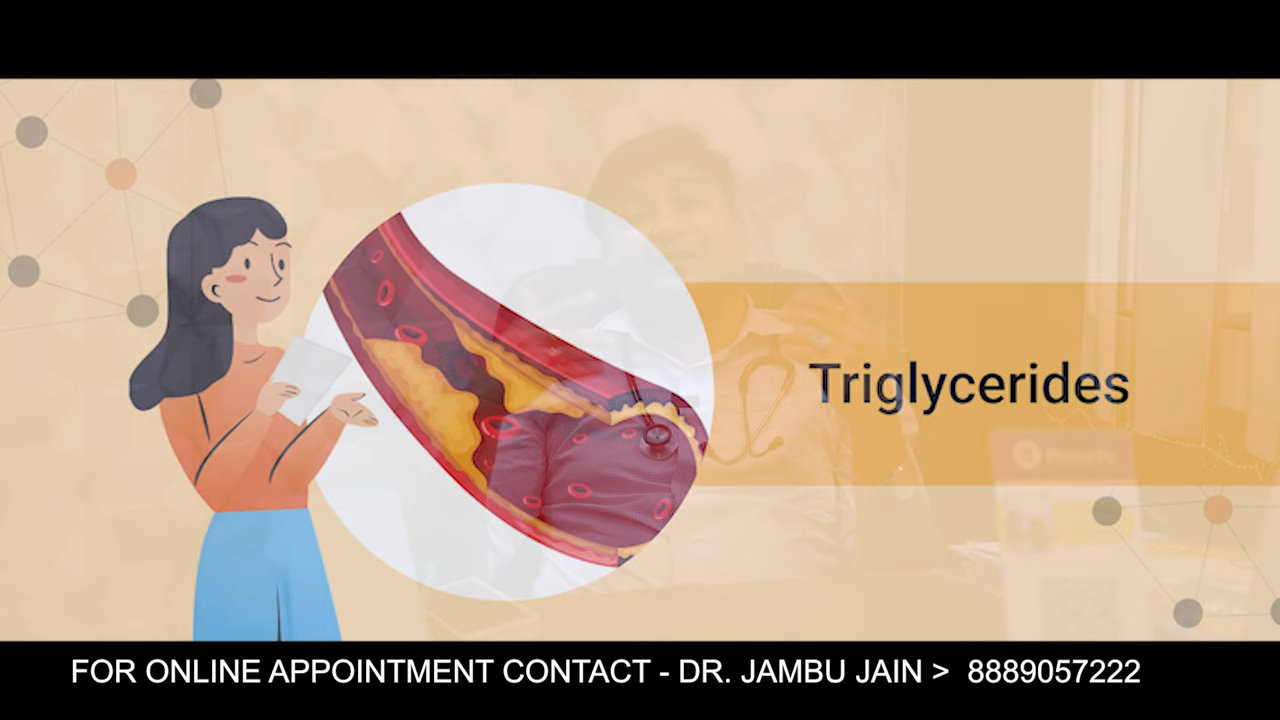 Triglycerides
FOR ONLINE APPOINTMENT CONTACT - DR. JAMBU JAIN > 8889057222